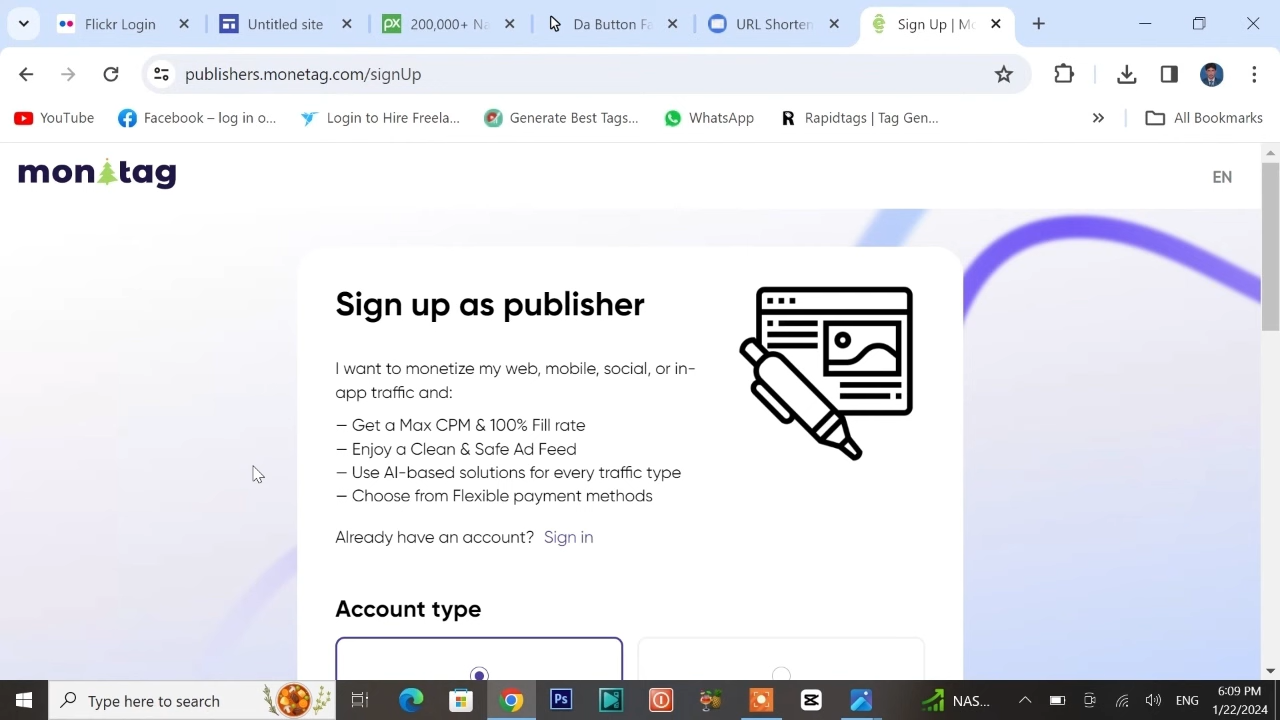 Flickr Login
Untitled site
200,000+ Na
Da Button Fa
URL Shorten
Sign Up | Mo
publishers.monetag.com/signUp
YouTube
Facebook – log in o...
Login to Hire Freela...
Generate Best Tags...
WhatsApp
R Rapidtags | Tag Gen...
»
All Bookmarks
monetag
EN
Sign up as publisher
I want to monetize my web, mobile, social, or in-
app traffic and:
— Get a Max CPM & 100% Fill rate
— Enjoy a Clean & Safe Ad Feed
— Use AI-based solutions for every traffic type
— Choose from Flexible payment methods
Already have an account? Sign in
Account type
Type here to search
Ps
NAS...
ENG
6:09 PM
1/22/2024